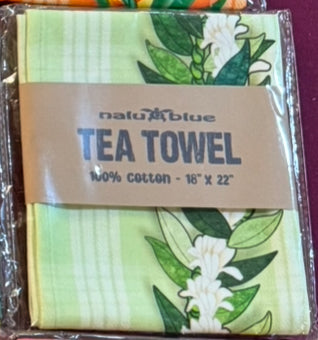 nalu blue
TEA TOWEL
100% cotton - 18" X 22"